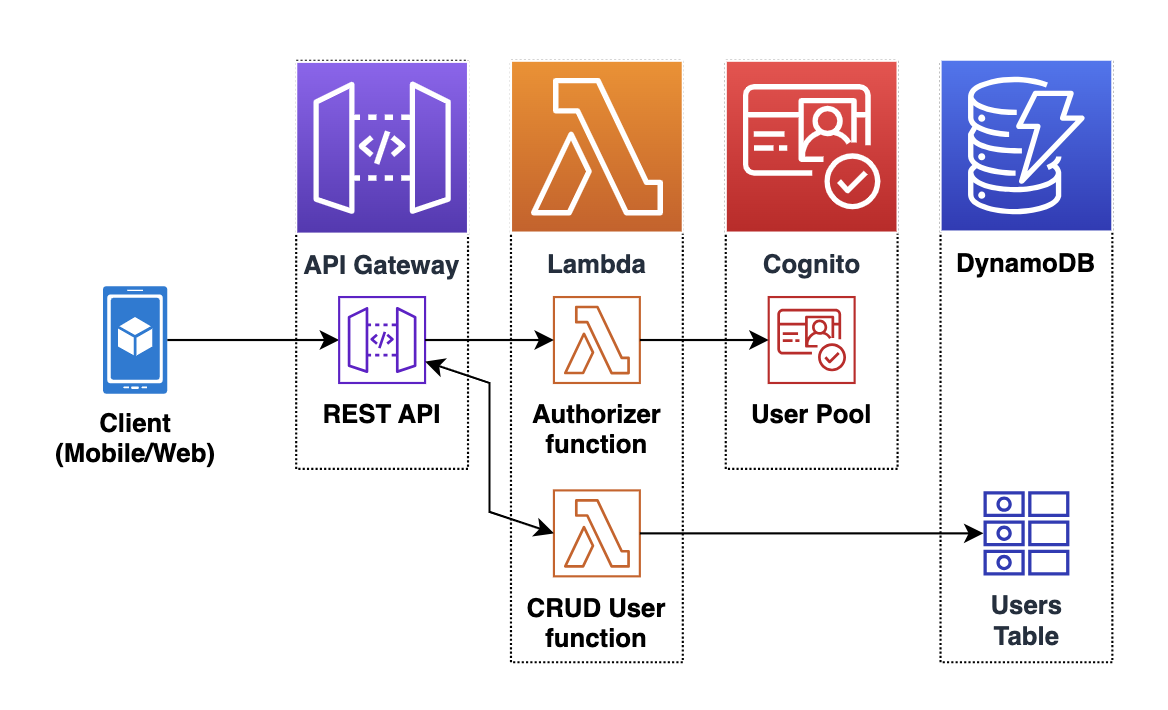 API Gateway
Lambda
Cognito
DynamoDB
Client
(Mobile/Web)
REST API
Authorizer
function
User Pool
CRUD User
function
Users
Table